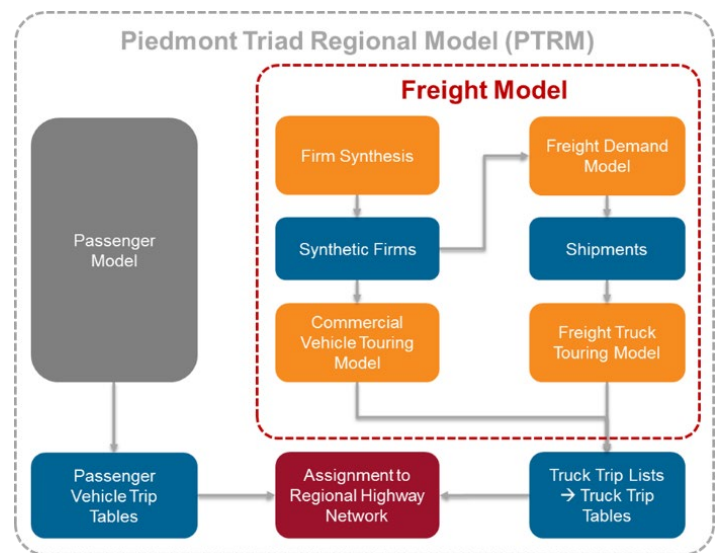 Piedmont Triad Regional Model (PTRM)
Freight Model
Passenger
Model
Firm Synthesis
Freight Demand
Model
Synthetic Firms
Shipments
Commercial
Vehicle Touring
Model
Freight Truck
Touring Model
Passenger
Vehicle Trip
Tables
Assignment to
Regional Highway
Network
Truck Trip Lists
→ Truck Trip
Tables